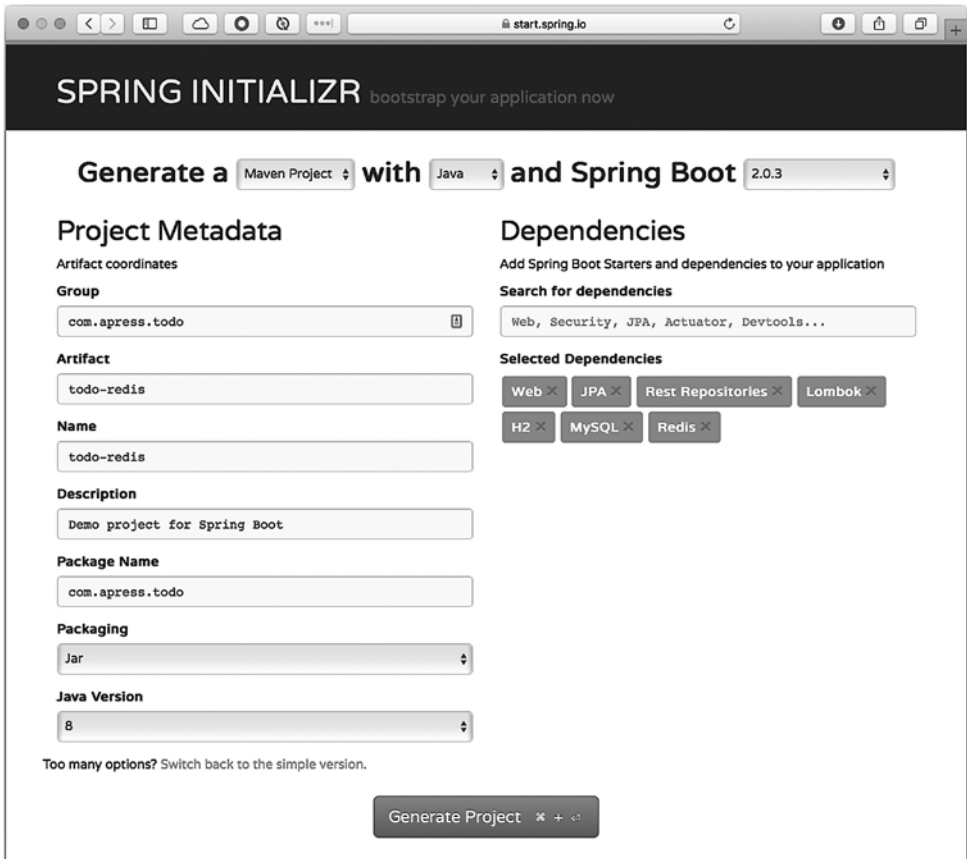 start.spring.io
SPRING INITIALIZR bootstrap your application now
Generate a Maven Project with Java and Spring Boot 2.0.3
Project Metadata
Artifact coordinates
Group
com.apress.todo
Artifact
todo-redis
Name
todo-redis
Description
Demo project for Spring Boot
Package Name
com.apress.todo
Packaging
Jar
Java Version
8
Too many options? Switch back to the simple version.
Dependencies
Add Spring Boot Starters and dependencies to your application
Search for dependencies
Web, Security, JPA, Actuator, Devtools...
Selected Dependencies
Web × JPA × Rest Repositories × Lombok ×
H2 × MySQL × Redis ×
Generate Project ⌘ + ⏎